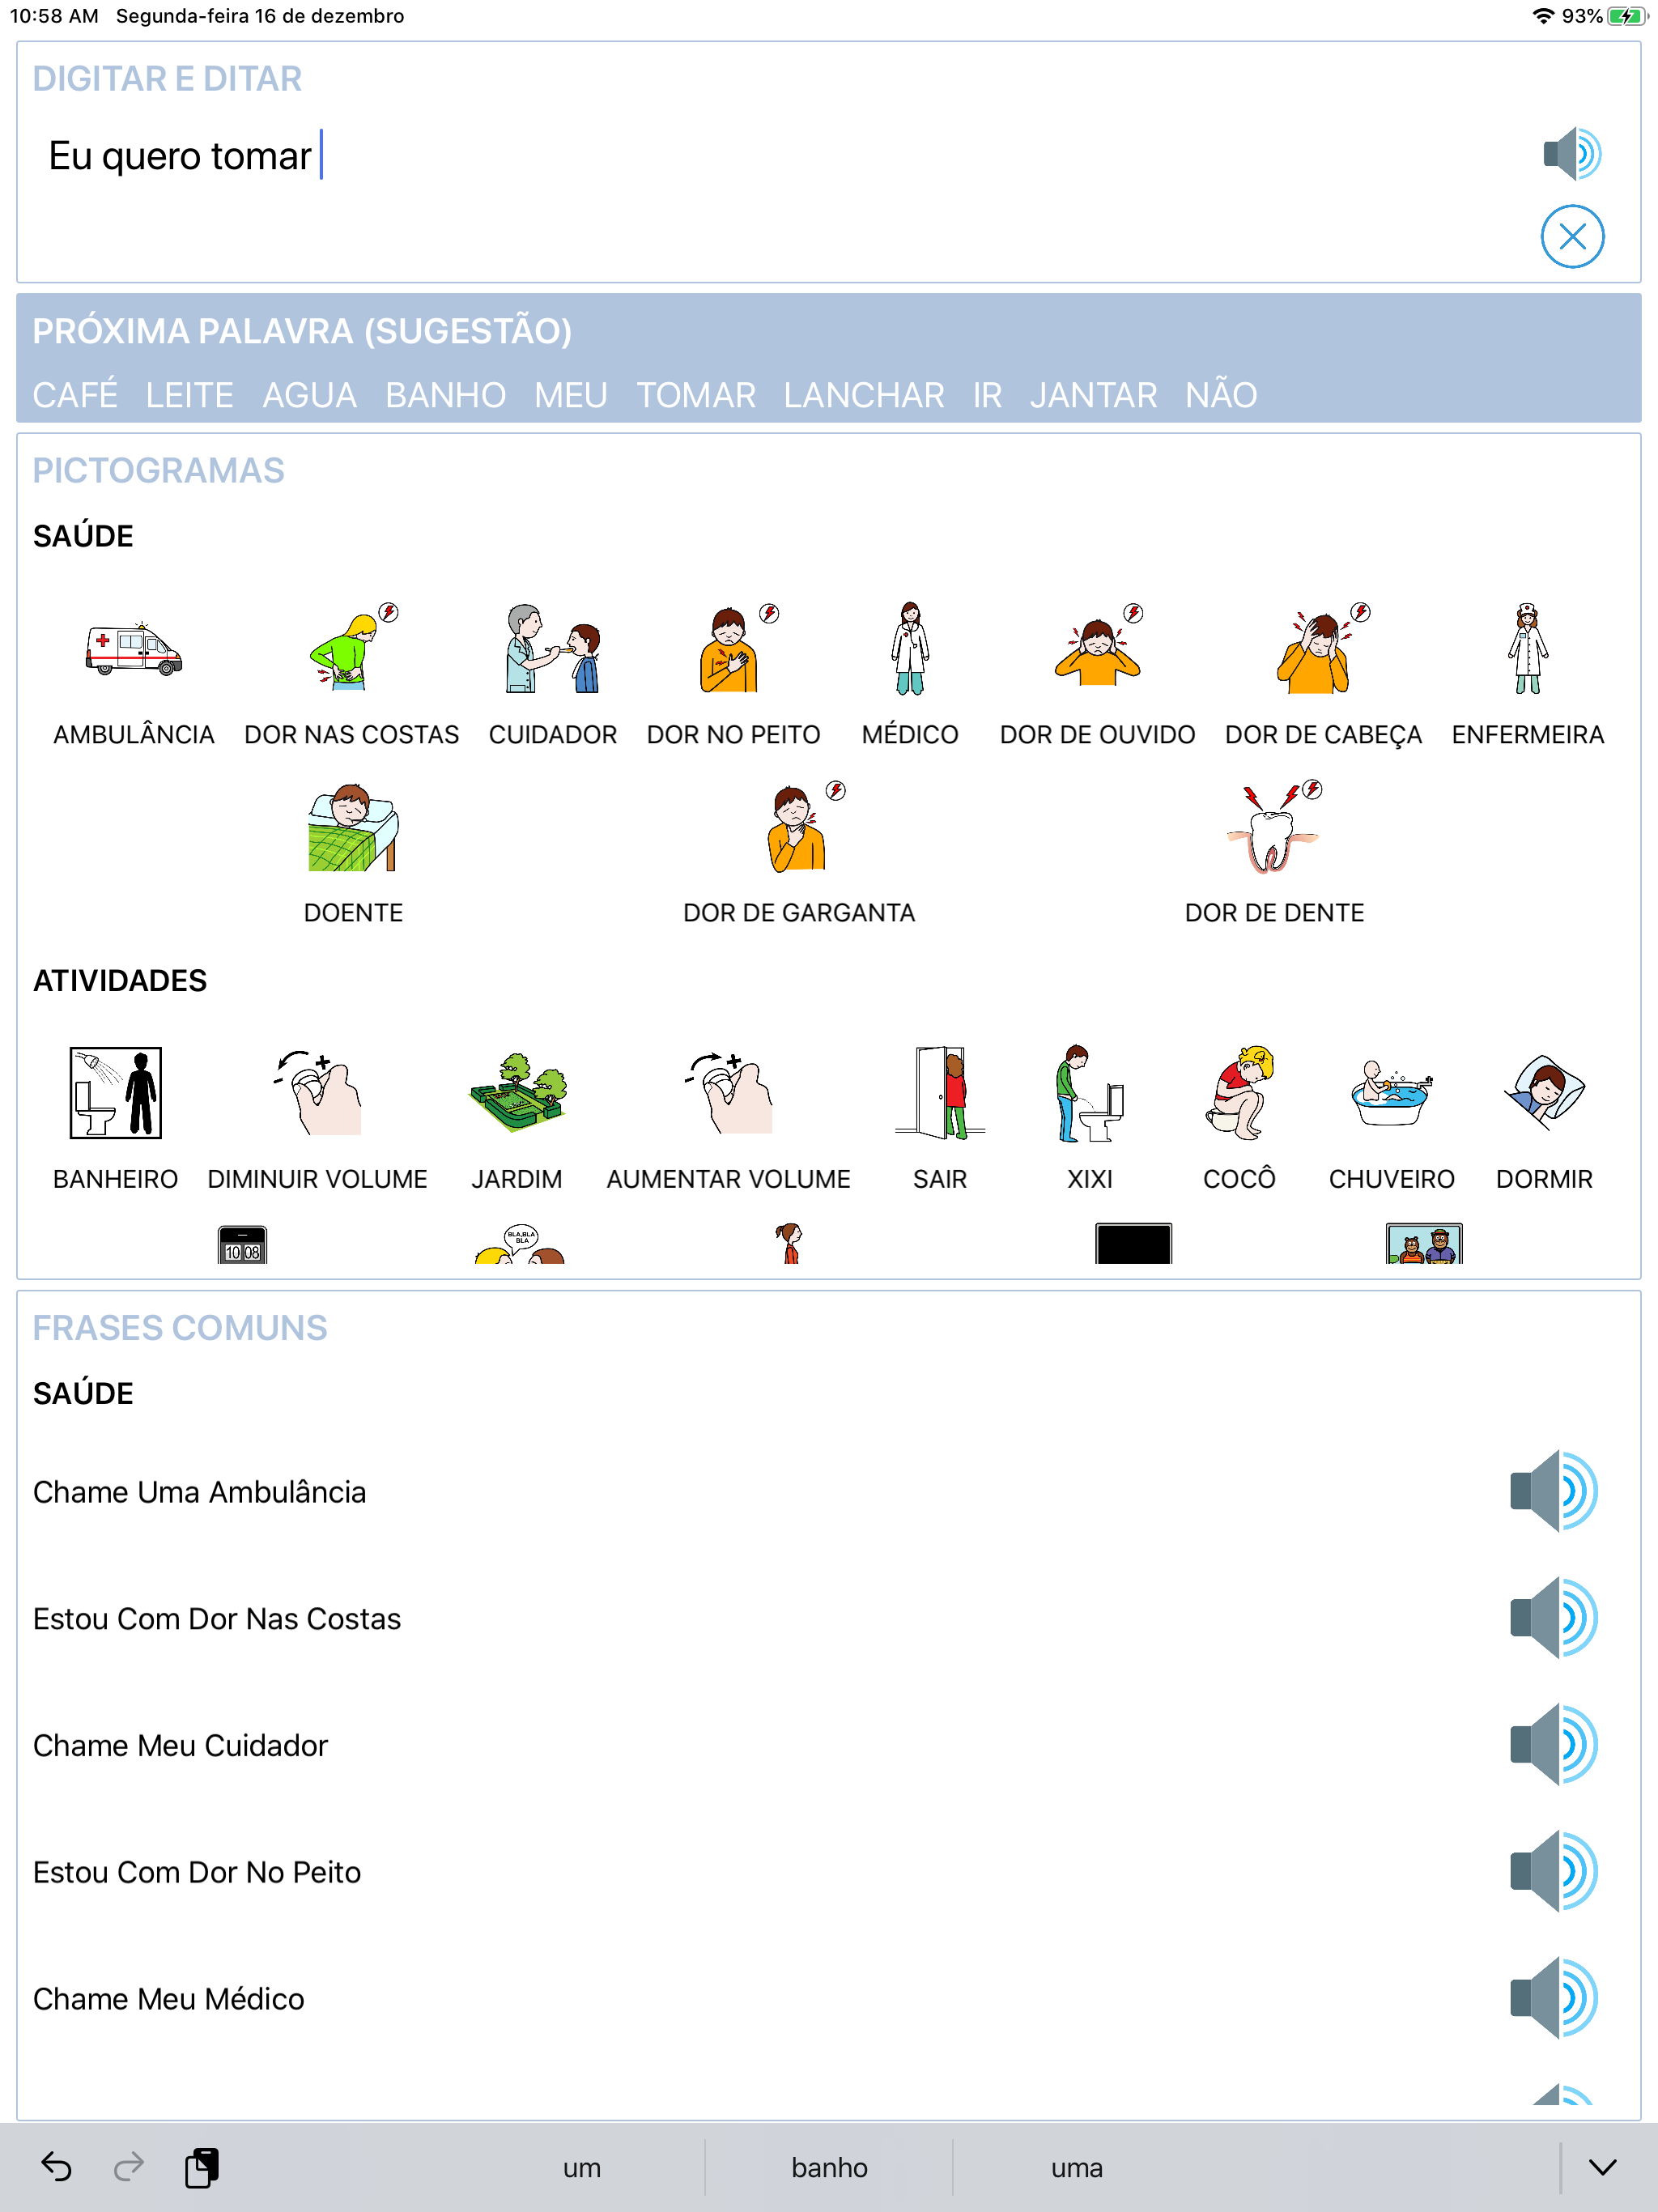 10:58 AM Segunda-feira 16 de dezembro 93%
DIGITAR E DITAR
Eu quero tomar
PRÓXIMA PALAVRA (SUGESTÃO)
CAFÉ LEITE AGUA BANHO MEU TOMAR LANCHAR IR JANTAR NÃO
PICTOGRAMAS
SAÚDE
AMBULÂNCIA DOR NAS COSTAS CUIDADOR DOR NO PEITO MÉDICO DOR DE OUVIDO DOR DE CABEÇA ENFERMEIRA
DOENTE DOR DE GARGANTA DOR DE DENTE
ATIVIDADES
BANHEIRO DIMINUIR VOLUME JARDIM AUMENTAR VOLUME SAIR XIXI COCÔ CHUVEIRO DORMIR
10 08
BLA,BLA
BLA
FRASES COMUNS
SAÚDE
Chame Uma Ambulância
Estou Com Dor Nas Costas
Chame Meu Cuidador
Estou Com Dor No Peito
Chame Meu Médico
um banho uma